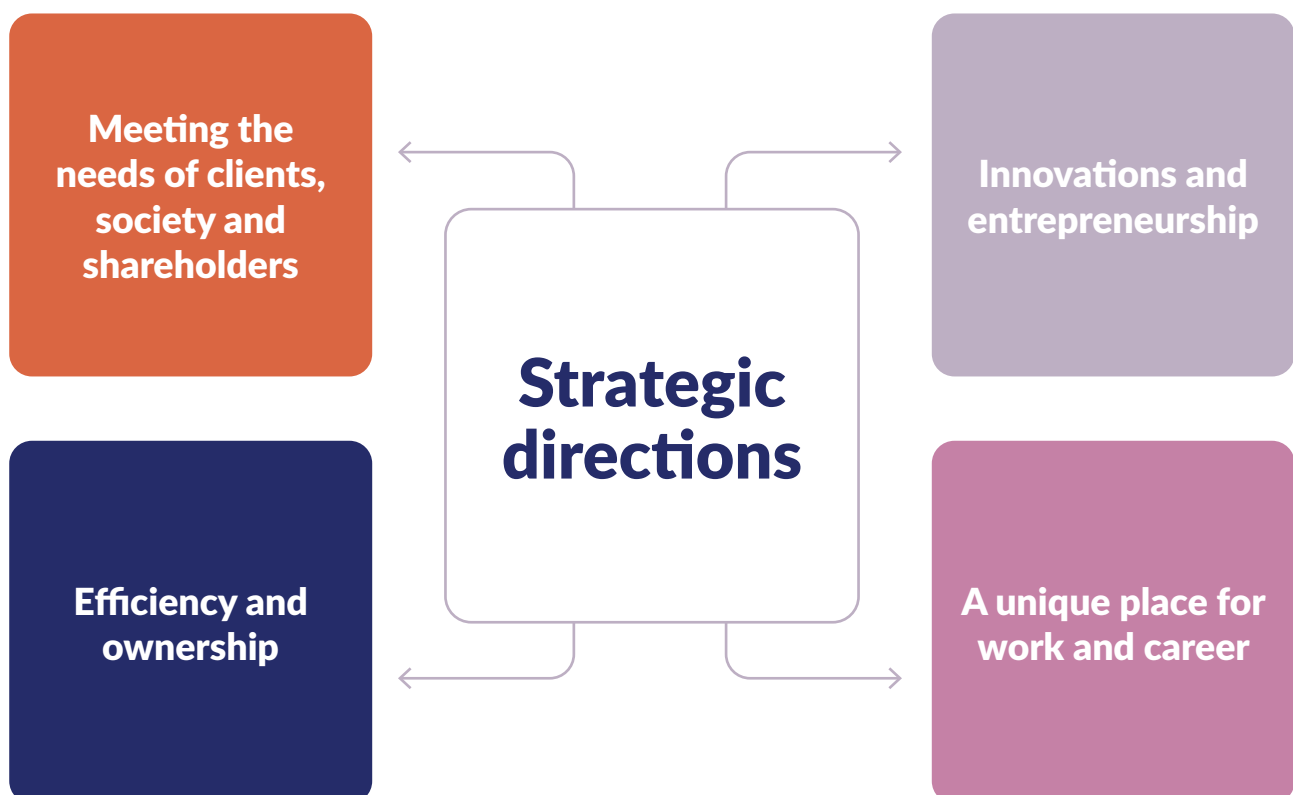 Meeting the
needs of clients,
society and
shareholders
Innovations and
entrepreneurship
Strategic
directions
Efficiency and
ownership
A unique place for
work and career